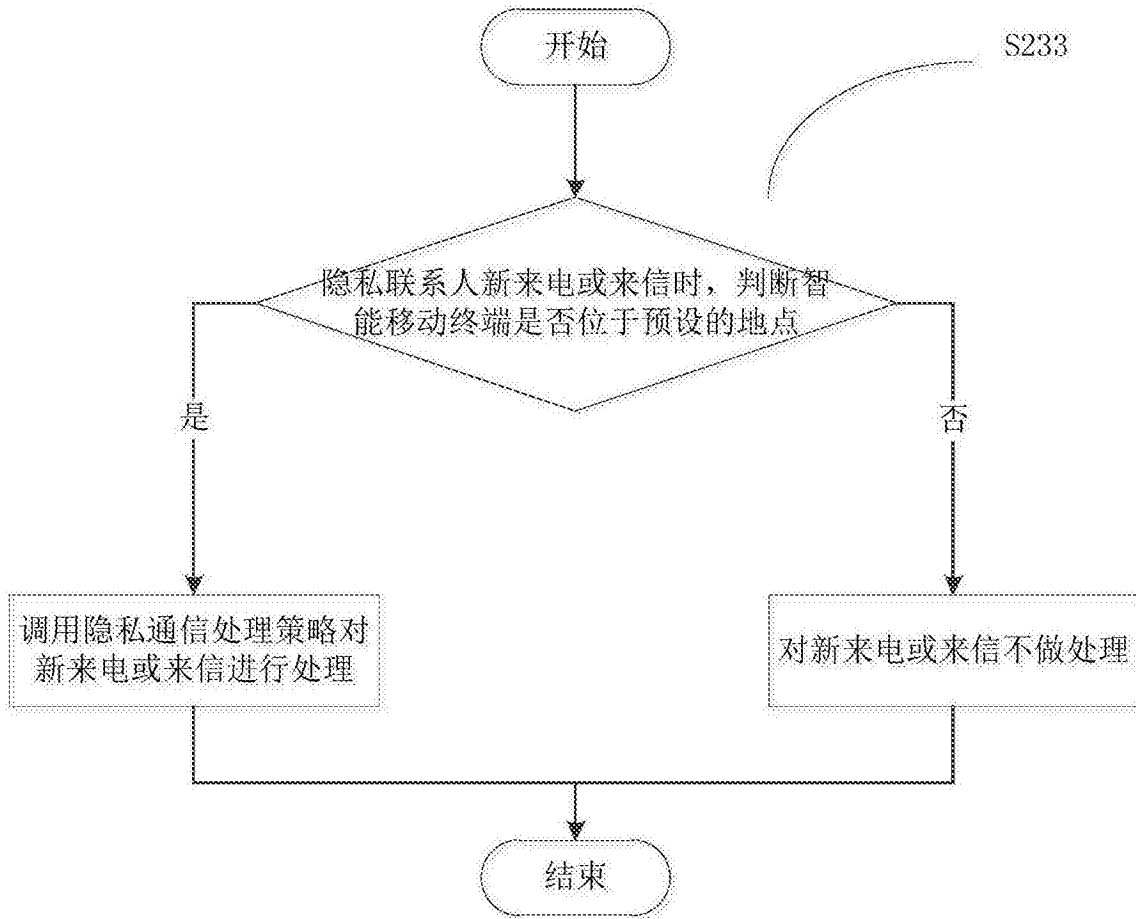 开始
S233
隐私联系人新来电或来信时，判断智
能移动终端是否位于预设的地点
是
否
调用隐私通信处理策略对
新来电或来信进行处理
对新来电或来信不做处理
结束